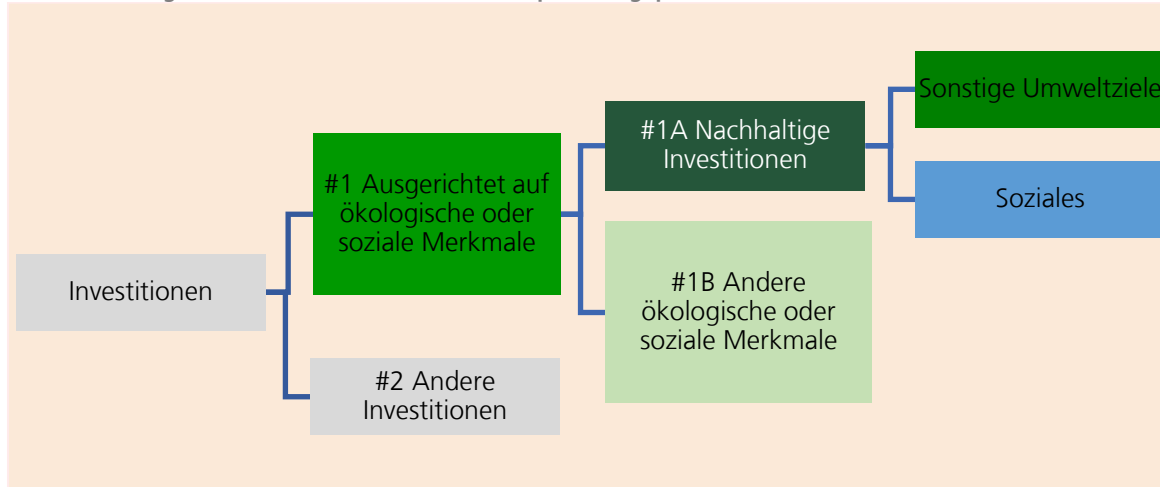 Investitionen
#1 Ausgerichtet auf
ökologische oder
soziale Merkmale
#2 Andere
Investitionen
#1A Nachhaltige
Investitionen
#1B Andere
ökologische oder
soziale Merkmale
Sonstige Umweltziele
Soziales